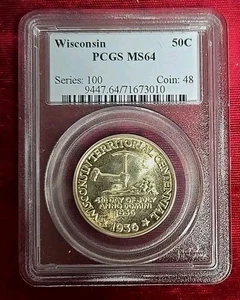 Wisconsin 50C
PCGS MS64
Series: 100 Coin: 48
9447.64/71673010
WISCONSIN TERRITORIAL CENTENNIAL
4TH DAY OF JULY
ANNO DOMINI
1836
1936